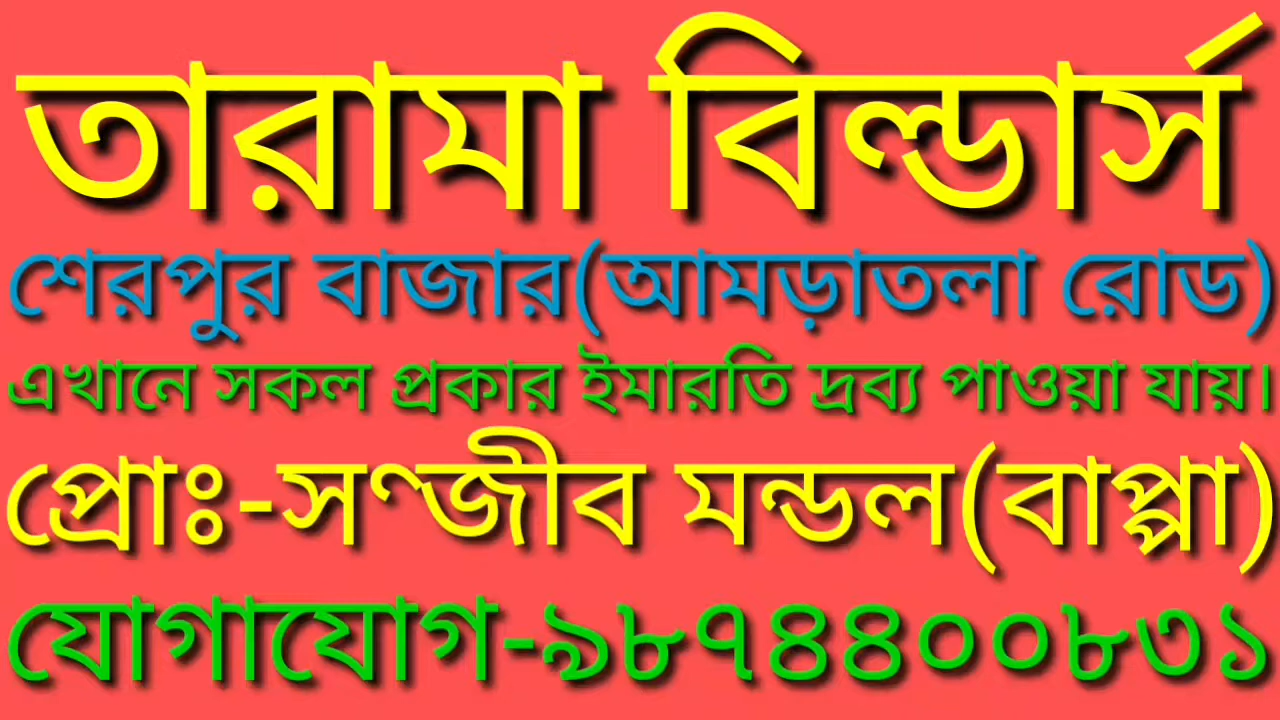 তারামা বিল্ডার্স
শেরপুর বাজার(আমড়াতলা রোড)
এখানে সকল প্রকার ইমারতি দ্রব্য পাওয়া যায়।
প্রোঃ-সঞ্জীব মন্ডল(বাপ্পা)
যোগাযোগ-৯৮৭৪৪০০৮৩১